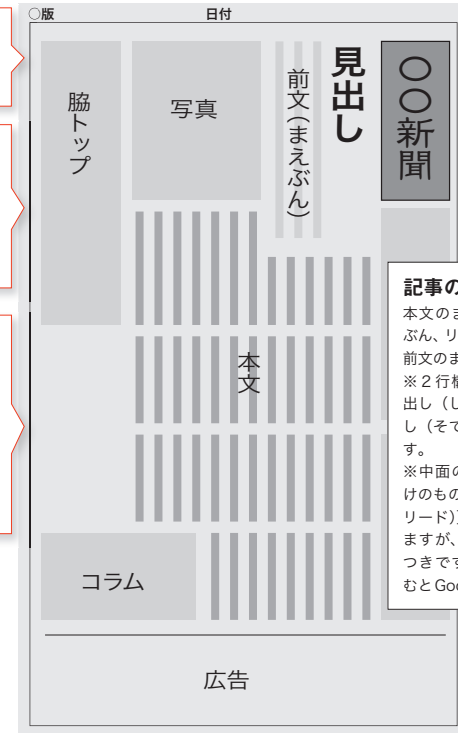 ○版
日付
○○新聞
見出し
前文(まえぶん)
写真
脇トップ
本文
コラム
広告
記事の
本文のま
ぶん、リ
前文のま
※2行構
出し(し
し(そて
す。
※中面の
けのもの
リード)
ますが、
つきです
むとGoo